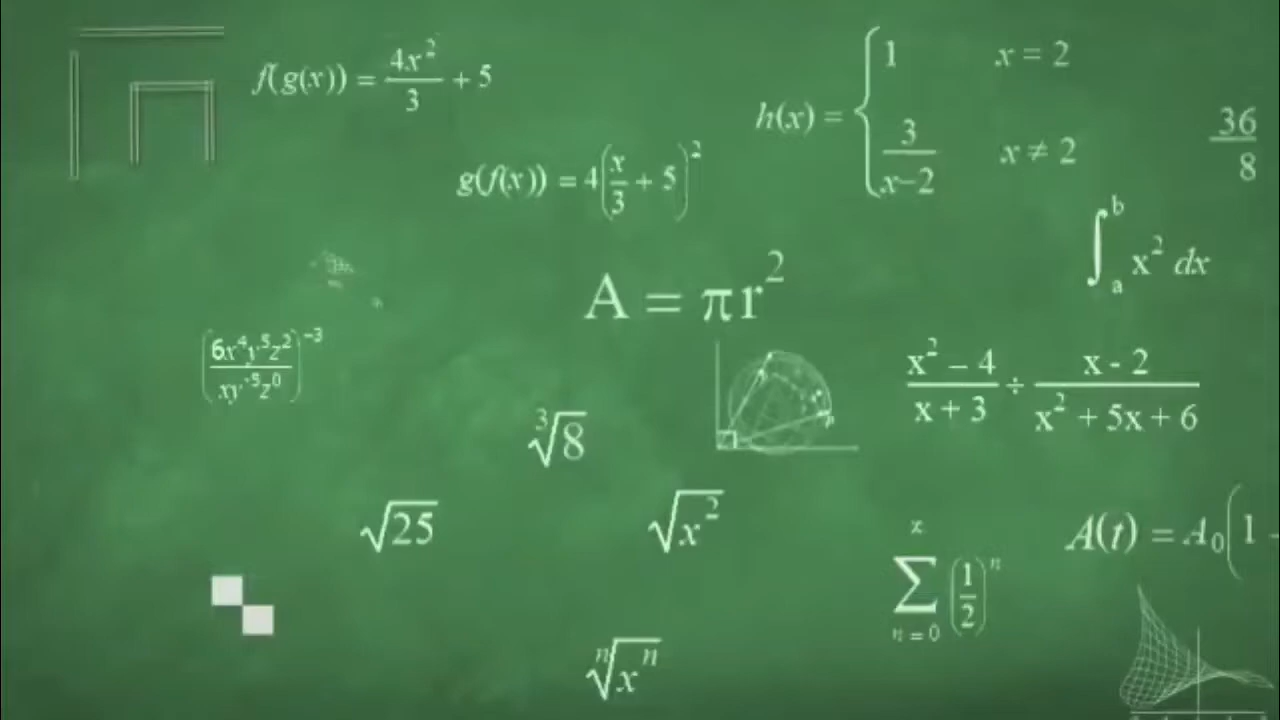 f(g(x)) = 4x²/3 + 5
h(x) = { 1 x = 2
3/(x−2) x ≠ 2
36/8
g(f(x)) = 4(x/3 + 5)²
∫ₐᵇ x² dx
A = πr²
(6x⁴y⁵z²/xy⁻⁵z⁰)⁻³
(x² – 4)/(x + 3) ÷ (x - 2)/(x² + 5x + 6)
³√8
√25
√x²
A(t) = A₀(1
∑ n = 0 (1/2)ⁿ
ⁿ√xⁿ